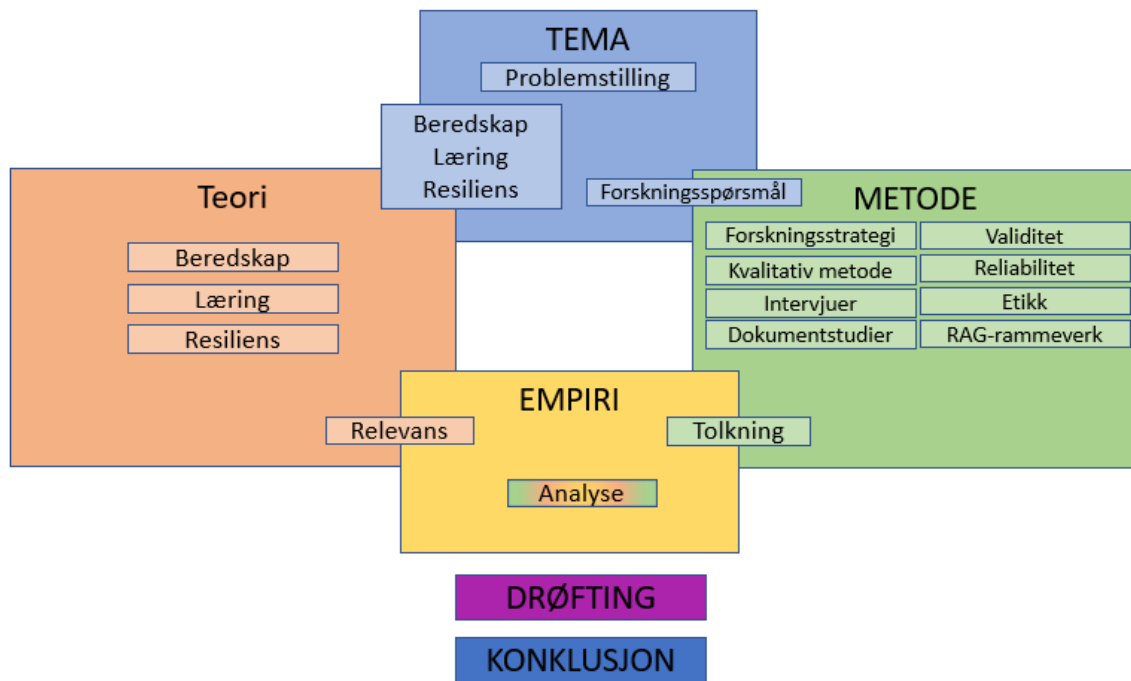 TEMA
Problemstilling
Beredskap
Læring
Resiliens
Forskningsspørsmål
Teori
Beredskap
Læring
Resiliens
METODE
Forskningsstrategi
Validitet
Kvalitativ metode
Reliabilitet
Intervjuer
Etikk
Dokumentstudier
RAG-rammeverk
EMPIRI
Relevans
Tolkning
Analyse
DRØFTING
KONKLUSJON